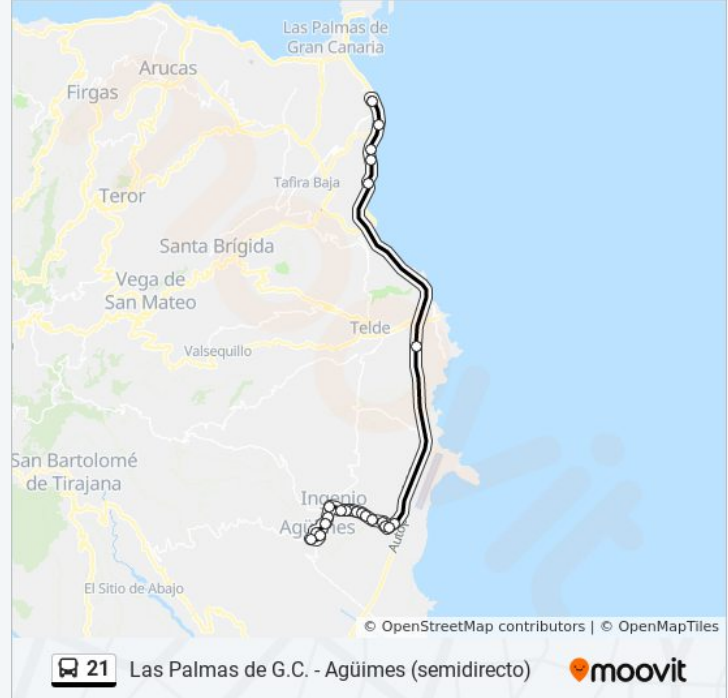 Las Palmas de
Gran Canaria
Arucas
Firgas
Tafira Baja
Teror
Santa Brígida
Vega de
San Mateo
Telde
Valsequillo
San Bartolomé
de Tirajana
Ingenio
Agüimes
El Sitio de Abajo
© OpenStreetMap contributors | © OpenMapTiles
21 Las Palmas de G.C. - Agüimes (semidirecto) moovit